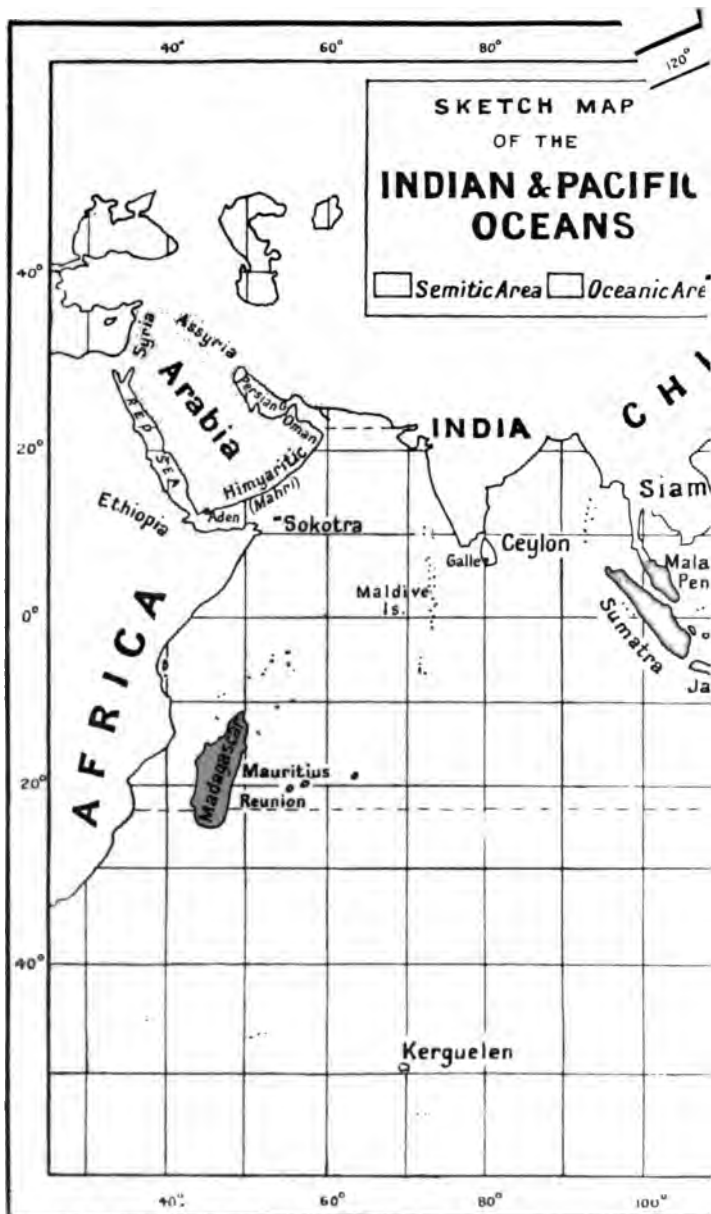 40° 60° 80°
120°
SKETCH MAP
OF THE
INDIAN & PACIFIC
OCEANS
Semitic Area Oceanic Are
40°
Syria
Assyria
Arabia
Persian G
Oman
RED SEA
Himyaritic
(Mahri)
INDIA
CHI
20°
Siam
Ethiopia
Aden
Sokotra
Galle
Ceylon
Mala
Pen
Maldive
Is.
0°
AFRICA
Sumatra
Ja
Madagascar
Mauritius
20°
Reunion
40°
Kerguelen
40° 60° 80° 100°